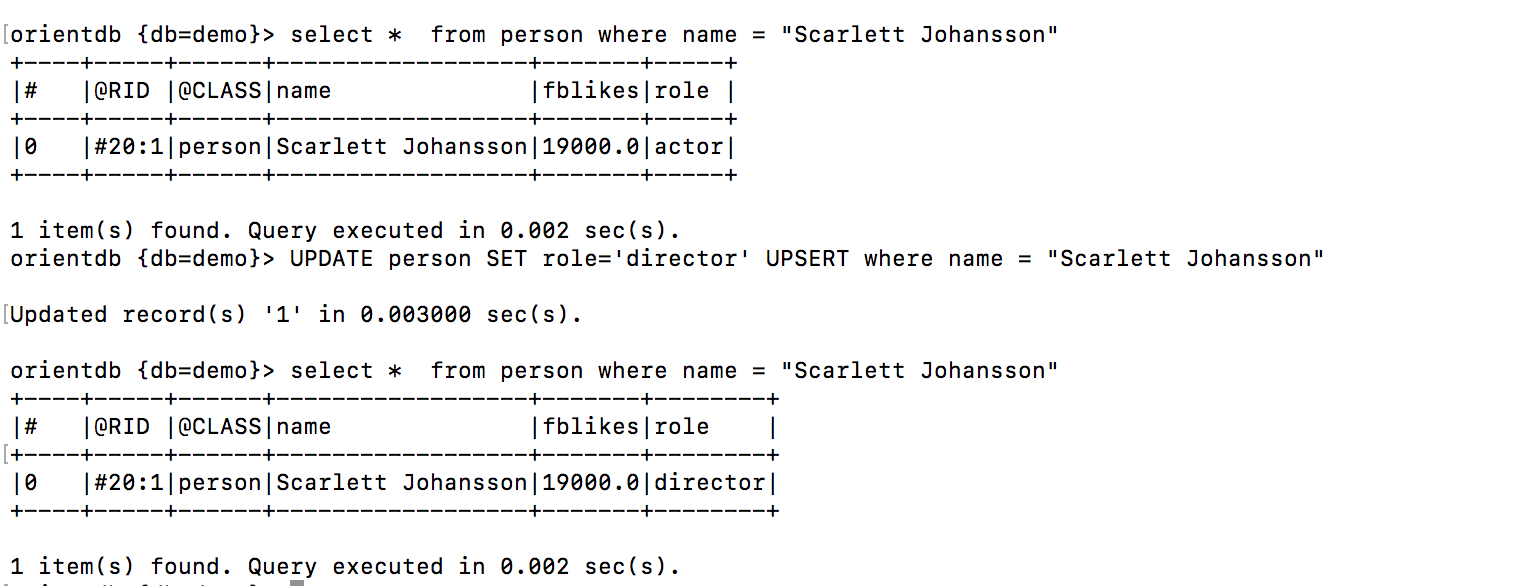 [orientdb {db=demo}> select *  from person where name = "Scarlett Johansson"
+----+-----+------+------------------+-------+-----+
|#   |@RID |@CLASS|name              |fblikes|role |
+----+-----+------+------------------+-------+-----+
|0   |#20:1|person|Scarlett Johansson|19000.0|actor|
+----+-----+------+------------------+-------+-----+
1 item(s) found. Query executed in 0.002 sec(s).
orientdb {db=demo}> UPDATE person SET role='director' UPSERT where name = "Scarlett Johansson"
[Updated record(s) '1' in 0.003000 sec(s).
orientdb {db=demo}> select *  from person where name = "Scarlett Johansson"
+----+-----+------+------------------+-------+--------+
|#   |@RID |@CLASS|name              |fblikes|role    |
[+----+-----+------+------------------+-------+--------+
|0   |#20:1|person|Scarlett Johansson|19000.0|director|
+----+-----+------+------------------+-------+--------+
1 item(s) found. Query executed in 0.002 sec(s).